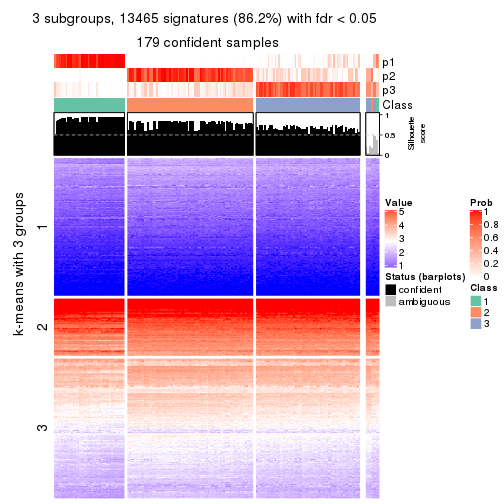 3 subgroups, 13465 signatures (86.2%) with fdr < 0.05
179 confident samples
p1
p2
p3
Class
1
0.5
0
Silhouette
score
k-means with 3 groups
1
2
3
Value
5
4
3
2
1
Status (barplots)
confident
ambiguous
Prob
1
0.8
0.6
0.4
0.2
0
Class
1
2
3